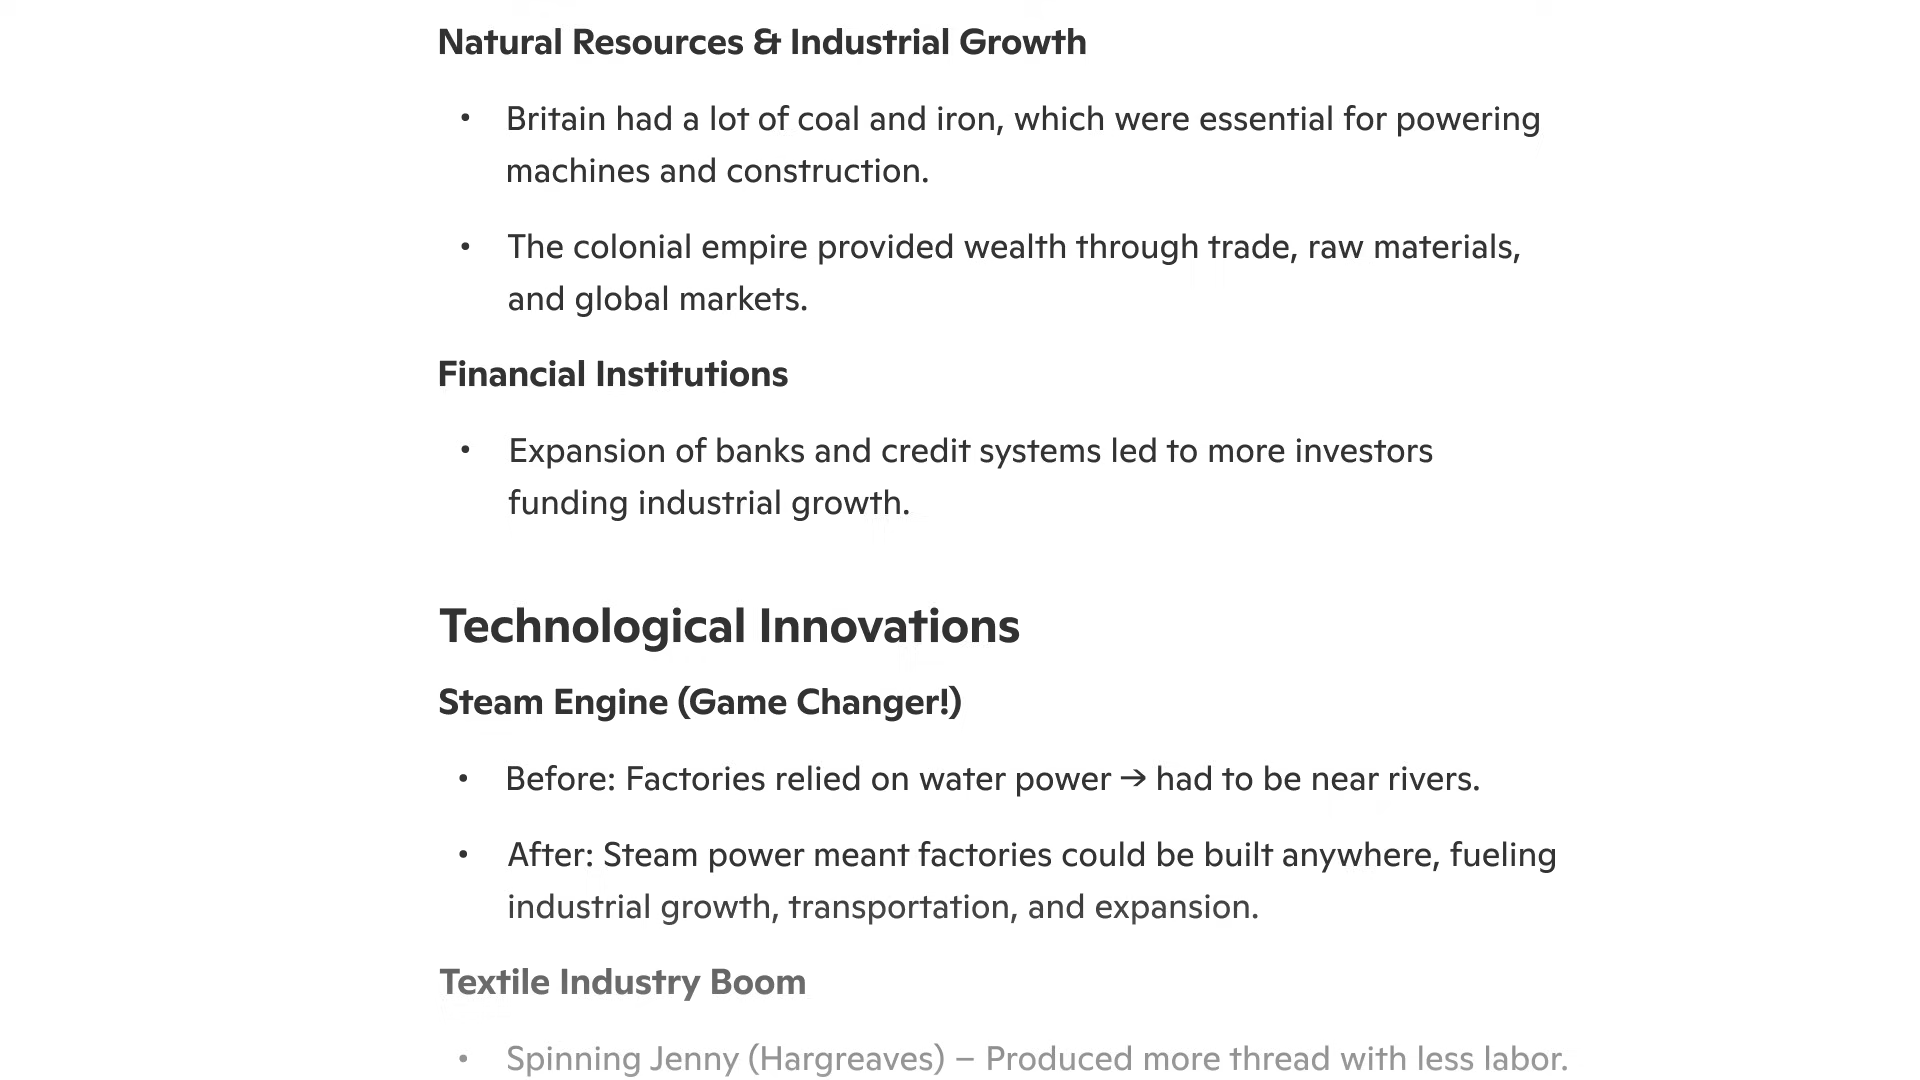 Natural Resources & Industrial Growth
• Britain had a lot of coal and iron, which were essential for powering
machines and construction.
• The colonial empire provided wealth through trade, raw materials,
and global markets.
Financial Institutions
• Expansion of banks and credit systems led to more investors
funding industrial growth.
Technological Innovations
Steam Engine (Game Changer!)
• Before: Factories relied on water power → had to be near rivers.
• After: Steam power meant factories could be built anywhere, fueling
industrial growth, transportation, and expansion.
Textile Industry Boom
• Spinning Jenny (Hargreaves) – Produced more thread with less labor.